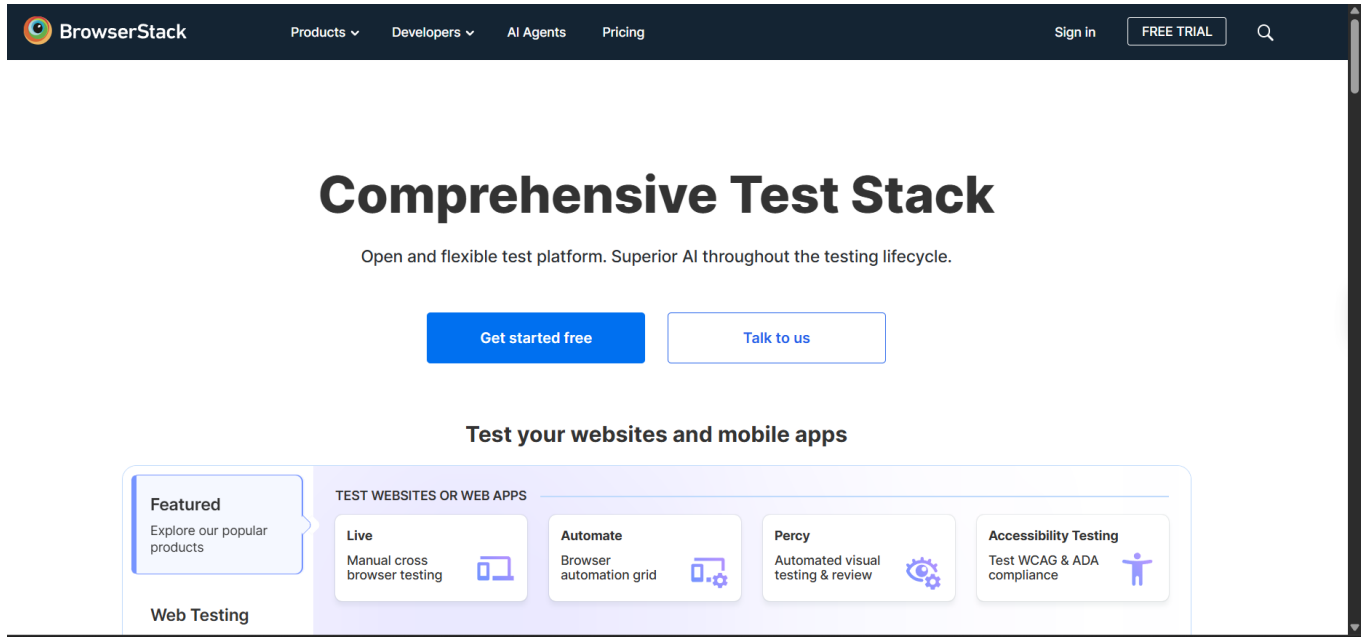 BrowserStack
Products
Developers
AI Agents
Pricing
Sign in
FREE TRIAL
Comprehensive Test Stack
Open and flexible test platform. Superior AI throughout the testing lifecycle.
Get started free
Talk to us
Test your websites and mobile apps
Featured
Explore our popular
products
Web Testing
TEST WEBSITES OR WEB APPS
Live
Manual cross
browser testing
Automate
Browser
automation grid
Percy
Automated visual
testing & review
Accessibility Testing
Test WCAG & ADA
compliance